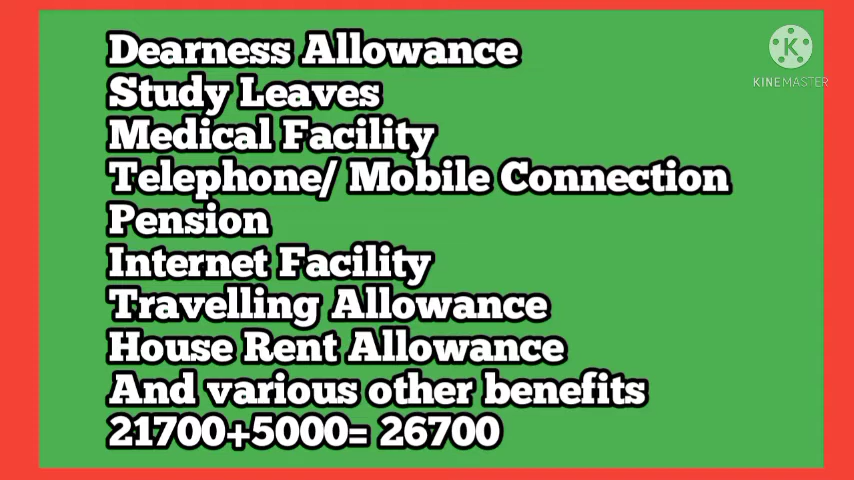 Dearness Allowance
Study Leaves
Medical Facility
Telephone/ Mobile Connection
Pension
Internet Facility
Travelling Allowance
House Rent Allowance
And various other benefits
21700+5000= 26700
K
KINEMASTER